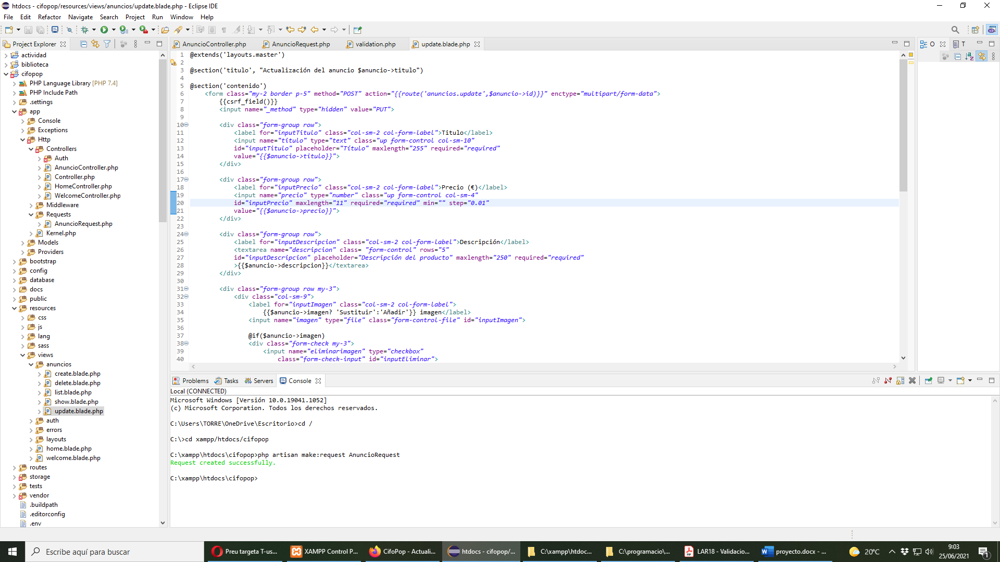 htdocs - cifopop/resources/views/anuncios/update.blade.php - Eclipse IDE
File Edit Refactor Navigate Search Project Run Window Help
Project Explorer
actividad
biblioteca
cifopop
PHP Language Library [PHP 7.4]
PHP Include Path
.settings
app
Console
Exceptions
Http
Controllers
Auth
AnuncioController.php
Controller.php
HomeController.php
WelcomeController.php
Middleware
Requests
AnuncioRequest.php
Kernel.php
Models
Providers
bootstrap
config
database
docs
public
resources
css
js
lang
sass
views
anuncios
create.blade.php
delete.blade.php
list.blade.php
show.blade.php
update.blade.php
auth
errors
layouts
home.blade.php
welcome.blade.php
routes
storage
tests
vendor
.buildpath
.editorconfig
.env
AnuncioController.php AnuncioRequest.php validation.php update.blade.php
1 @extends('layouts.master')
2
3 @section('titulo', "Actualización del anuncio $anuncio->titulo")
4
5 @section('contenido')
6 <form class="my-2 border p-5" method="POST" action="{{route('anuncios.update',$anuncio->id)}}" enctype="multipart/form-data">
7 {{csrf_field()}}
8 <input name="_method" type="hidden" value="PUT">
9
10 <div class="form-group row">
11 <label for="inputTitulo" class="col-sm-2 col-form-label">Titulo</label>
12 <input name="titulo" type="text" class="up form-control col-sm-10"
13 id="inputTitulo" placeholder="Título" maxlength="255" required="required"
14 value="{{$anuncio->titulo}}">
15 </div>
16
17 <div class="form-group row">
18 <label for="inputPrecio" class="col-sm-2 col-form-label">Precio (€)</label>
19 <input name="precio" type="number" class="up form-control col-sm-4"
20 id="inputPrecio" maxlength="11" required="required" min="" step="0.01"
21 value="{{$anuncio->precio}}">
22 </div>
23
24 <div class="form-group row">
25 <label for="inputDescripcion" class="col-sm-2 col-form-label">Descripción</label>
26 <textarea name="descripcion" class= "form-control" rows="5"
27 id="inputDescripcion" placeholder="Descripción del producto" maxlength="250" required="required"
28 >{{$anuncio->descripcion}}</textarea>
29 </div>
30
31 <div class="form-group row my-3">
32 <div class="col-sm-9">
33 <label for="inputImagen" class="col-sm-2 col-form-label">
34 {{$anuncio->imagen? 'Sustituir':'Añadir'}} imagen</label>
35 <input name="imagen" type="file" class="form-control-file" id="inputImagen">
36
37 @if($anuncio->imagen)
38 <div class="form-check my-3">
39 <input name="eliminarimagen" type="checkbox"
40 class="form-check-input" id="inputEliminar">
O T
Problems Tasks Servers Console
Local (CONNECTED)
Microsoft Windows [Versión 10.0.19041.1052]
(c) Microsoft Corporation. Todos los derechos reservados.
C:\Users\TORRE\OneDrive\Escritorio>cd /
C:\>cd xampp/htdocs/cifopop
C:\xampp\htdocs\cifopop>php artisan make:request AnuncioRequest
Request created successfully.
C:\xampp\htdocs\cifopop>
Escribe aquí para buscar
Preu targeta T-us...
XAMPP Control P...
CifoPop - Actuali...
htdocs - cifopop/...
C:\xampp\htdoc...
C:\programacio\...
LAR18 - Validacio...
proyecto.docx - ...
20°C
9:03
25/06/2021
1